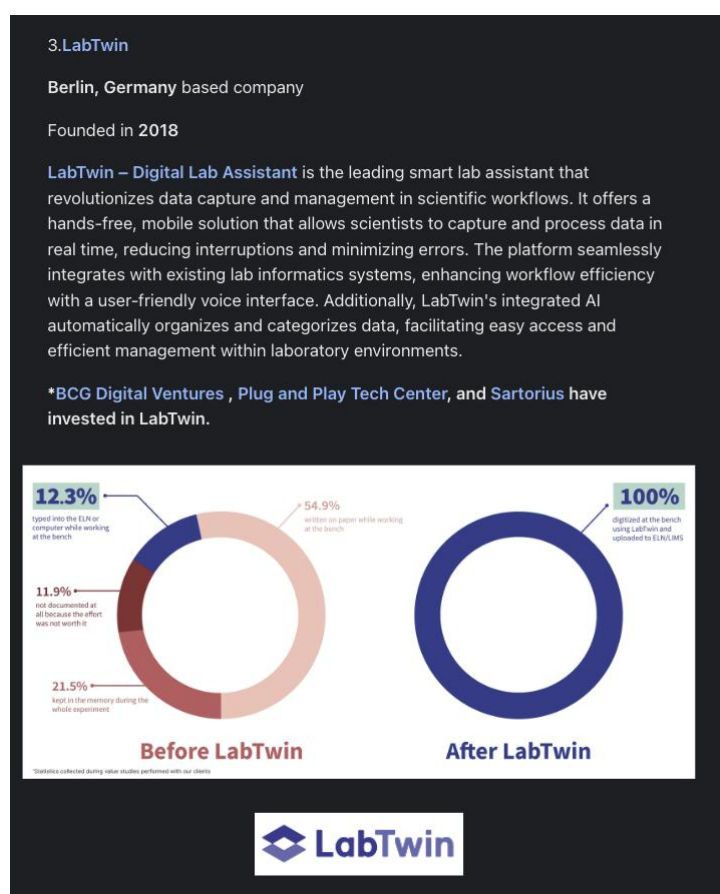 3.LabTwin
Berlin, Germany based company
Founded in 2018
LabTwin – Digital Lab Assistant is the leading smart lab assistant that
revolutionizes data capture and management in scientific workflows. It offers a
hands-free, mobile solution that allows scientists to capture and process data in
real time, reducing interruptions and minimizing errors. The platform seamlessly
integrates with existing lab informatics systems, enhancing workflow efficiency
with a user-friendly voice interface. Additionally, LabTwin's integrated AI
automatically organizes and categorizes data, facilitating easy access and
efficient management within laboratory environments.
*BCG Digital Ventures , Plug and Play Tech Center, and Sartorius have
invested in LabTwin.
12.3%
typed into the ELN or
computer while working
at the bench
54.9%
written on paper while working
at the bench
11.9%
not documented at
all because the effort
was not worth it
21.5%
kept in the memory during the
whole experiment
Before LabTwin
100%
digitized at the bench
using LabTwin and
uploaded to ELN/LIMS
After LabTwin
*Statistics collected during value studies performed with our clients
LabTwin